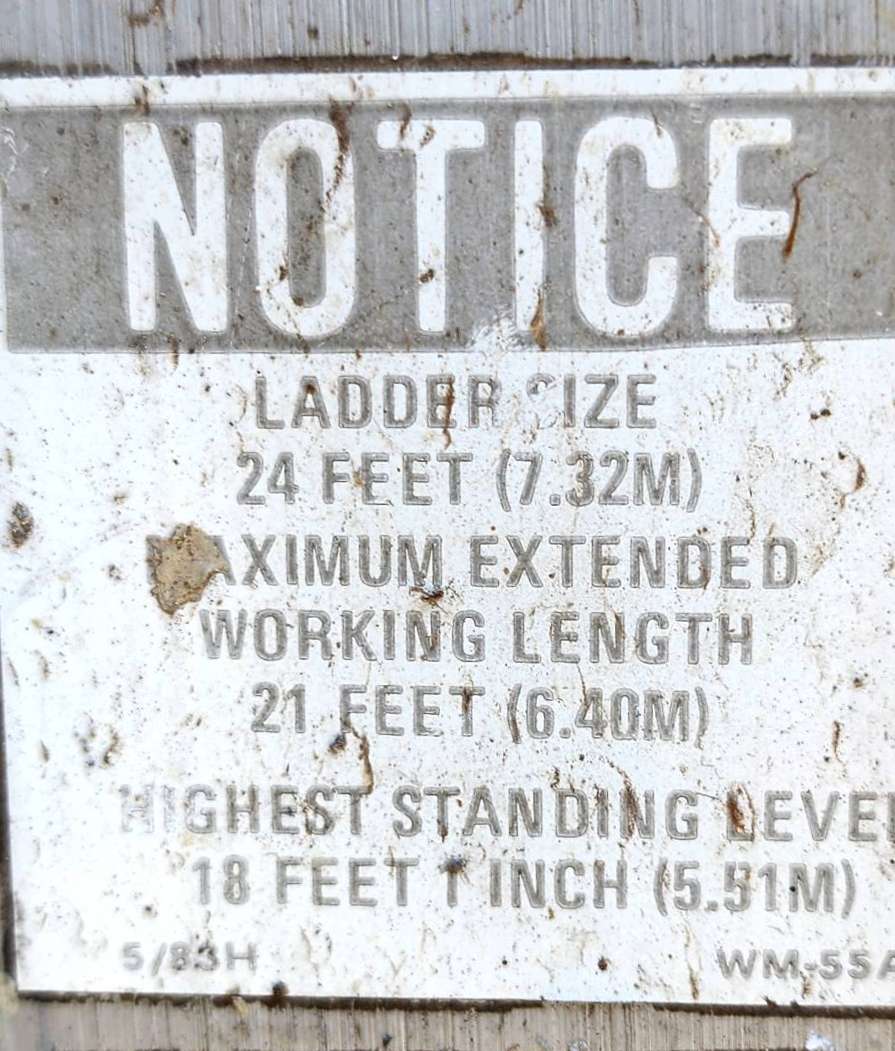 NOTICE
LADDER SIZE
24 FEET (7.32M)
MAXIMUM EXTENDED
WORKING LENGTH
21 FEET (6.40M)
HIGHEST STANDING LEVEL
18 FEET 1 INCH (5.51M)
5/83H
WM-55A